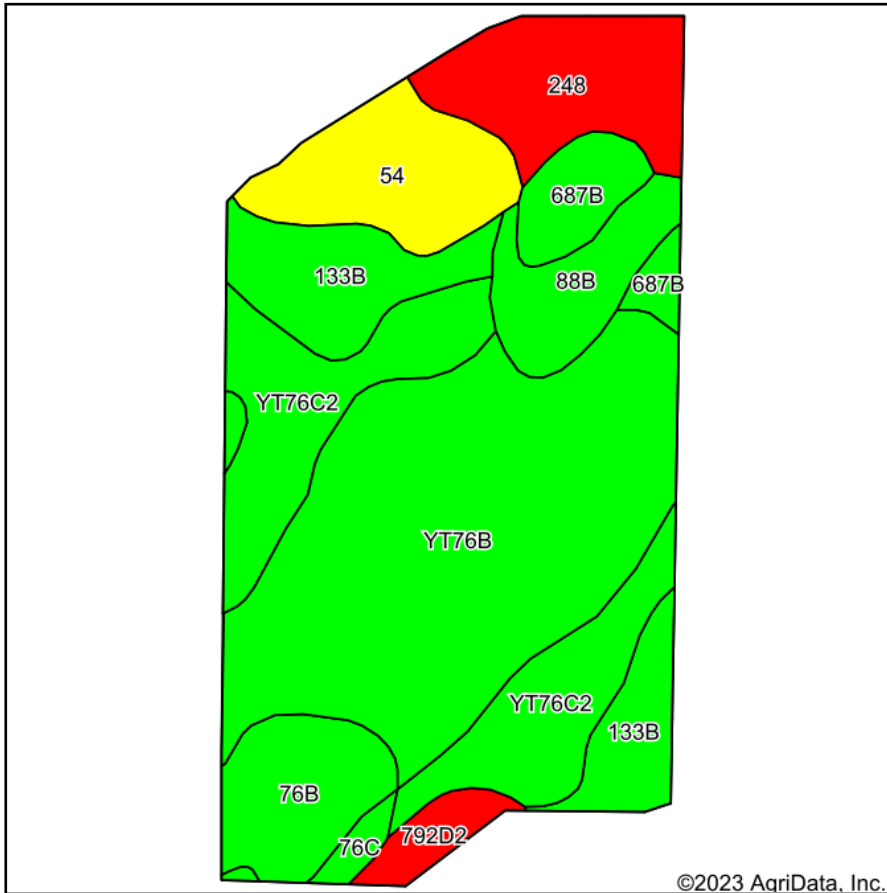 248
54
687B
133B
88B
687B
YT76C2
YT76B
YT76C2
133B
76B
792D2
76C
©2023 AgriData, Inc.